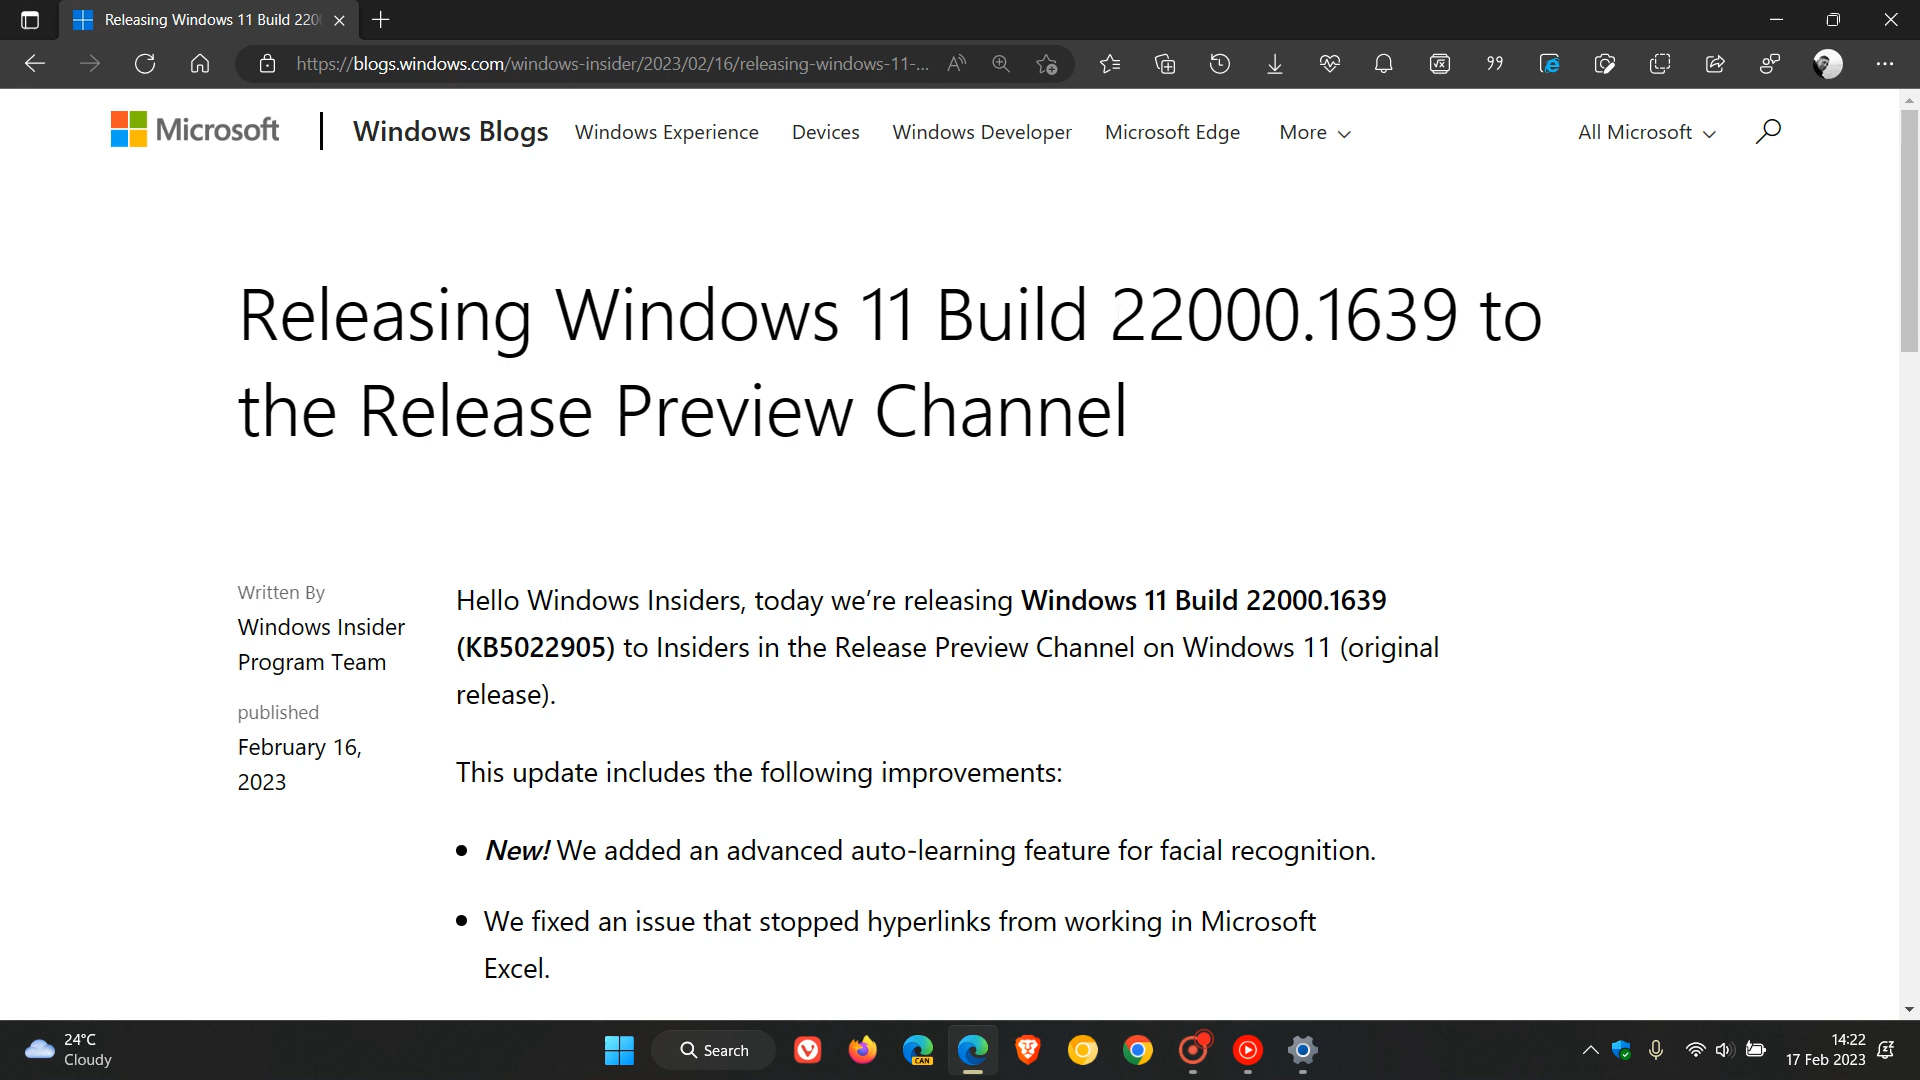 Releasing Windows 11 Build 220
https://blogs.windows.com/windows-insider/2023/02/16/releasing-windows-11-...
Microsoft
Windows Blogs
Windows Experience
Devices
Windows Developer
Microsoft Edge
More
All Microsoft
Releasing Windows 11 Build 22000.1639 to
the Release Preview Channel
Written By
Windows Insider
Program Team
published
February 16,
2023
Hello Windows Insiders, today we’re releasing Windows 11 Build 22000.1639
(KB5022905) to Insiders in the Release Preview Channel on Windows 11 (original
release).
This update includes the following improvements:
• New! We added an advanced auto-learning feature for facial recognition.
• We fixed an issue that stopped hyperlinks from working in Microsoft
Excel.
24°C
Cloudy
Search
CAN
14:22
17 Feb 2023